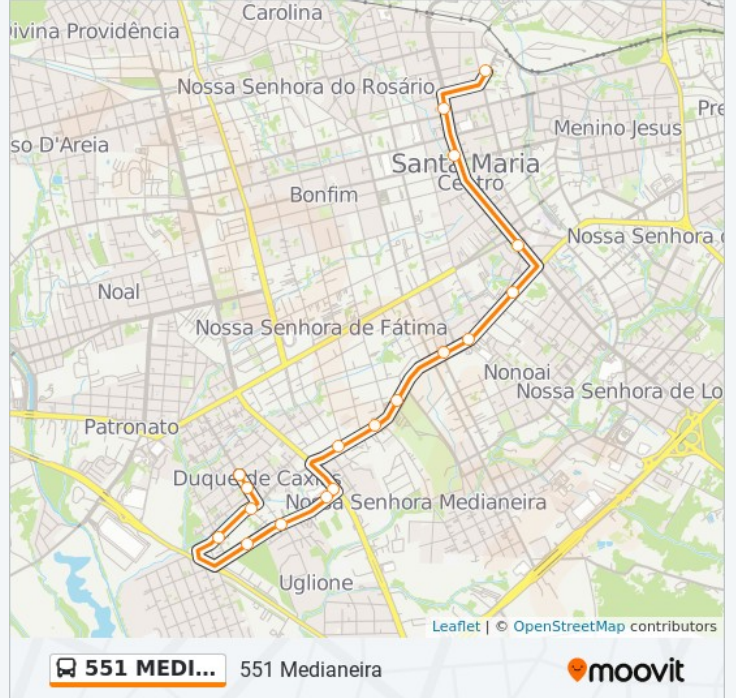 Carolina
ivina Providência
Nossa Senhora do Rosário
Pre
Menino Jesus
so D'Areia
Santa Maria
Centro
Bonfim
Nossa Senhora d
Noal
Nossa Senhora de Fátima
Nonoai
Nossa Senhora de Lo
Patronato
Duque de Caxias
Nossa Senhora Medianeira
Uglione
Leaflet | © OpenStreetMap contributors
551 MEDI...
551 Medianeira
moovit